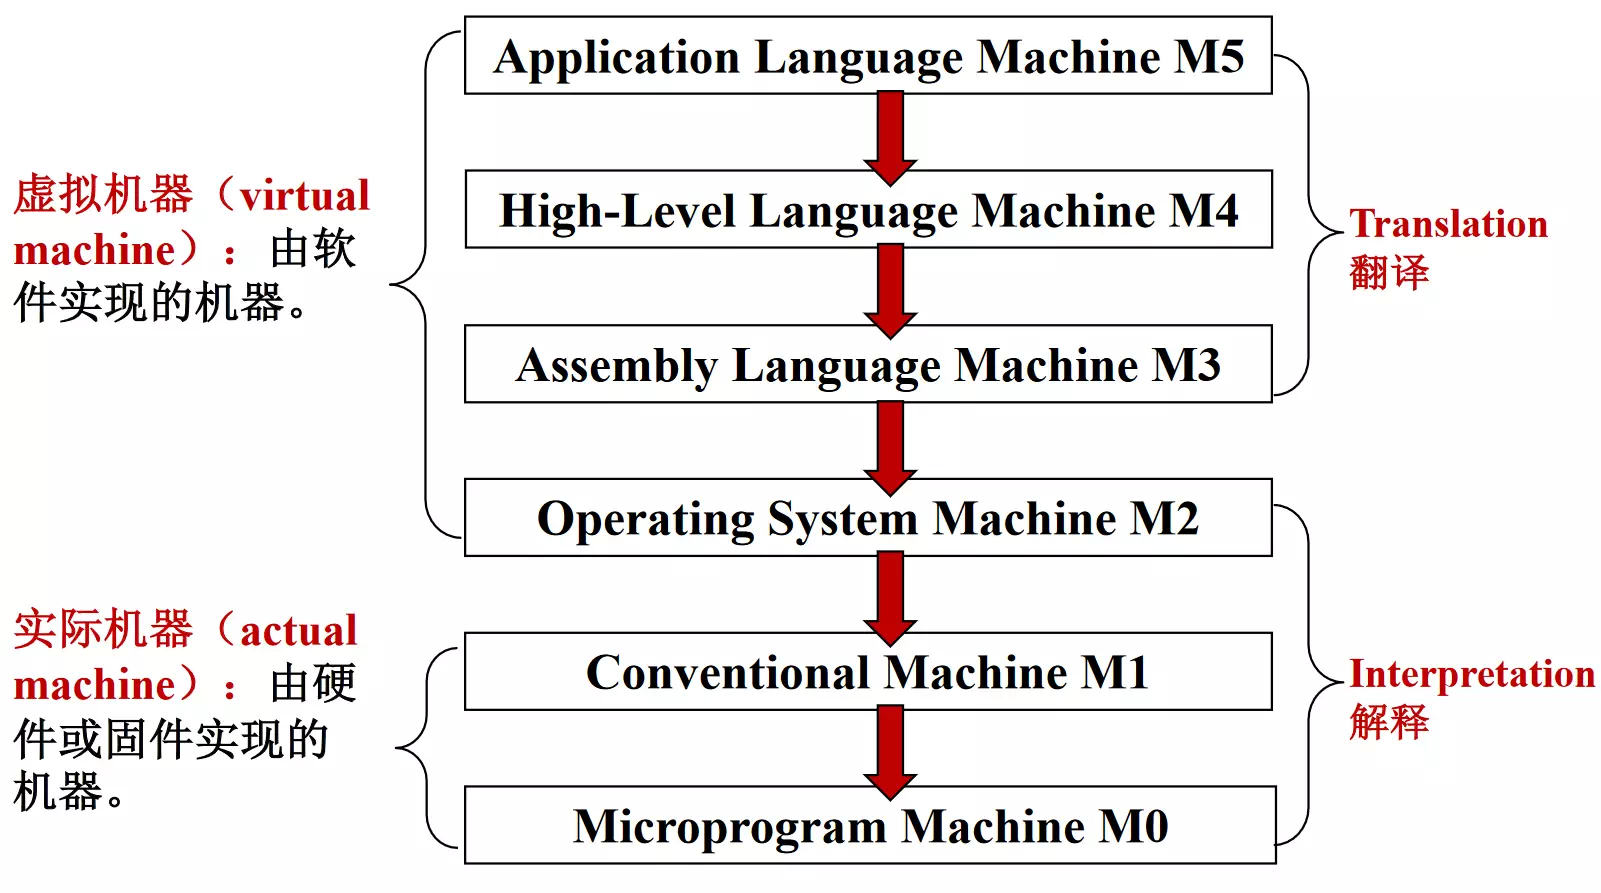 Application Language Machine M5
High-Level Language Machine M4
Assembly Language Machine M3
Operating System Machine M2
Conventional Machine M1
Microprogram Machine M0
虚拟机器（virtual
machine）：由软
件实现的机器。
实际机器（actual
machine）：由硬
件或固件实现的
机器。
Translation
翻译
Interpretation
解释